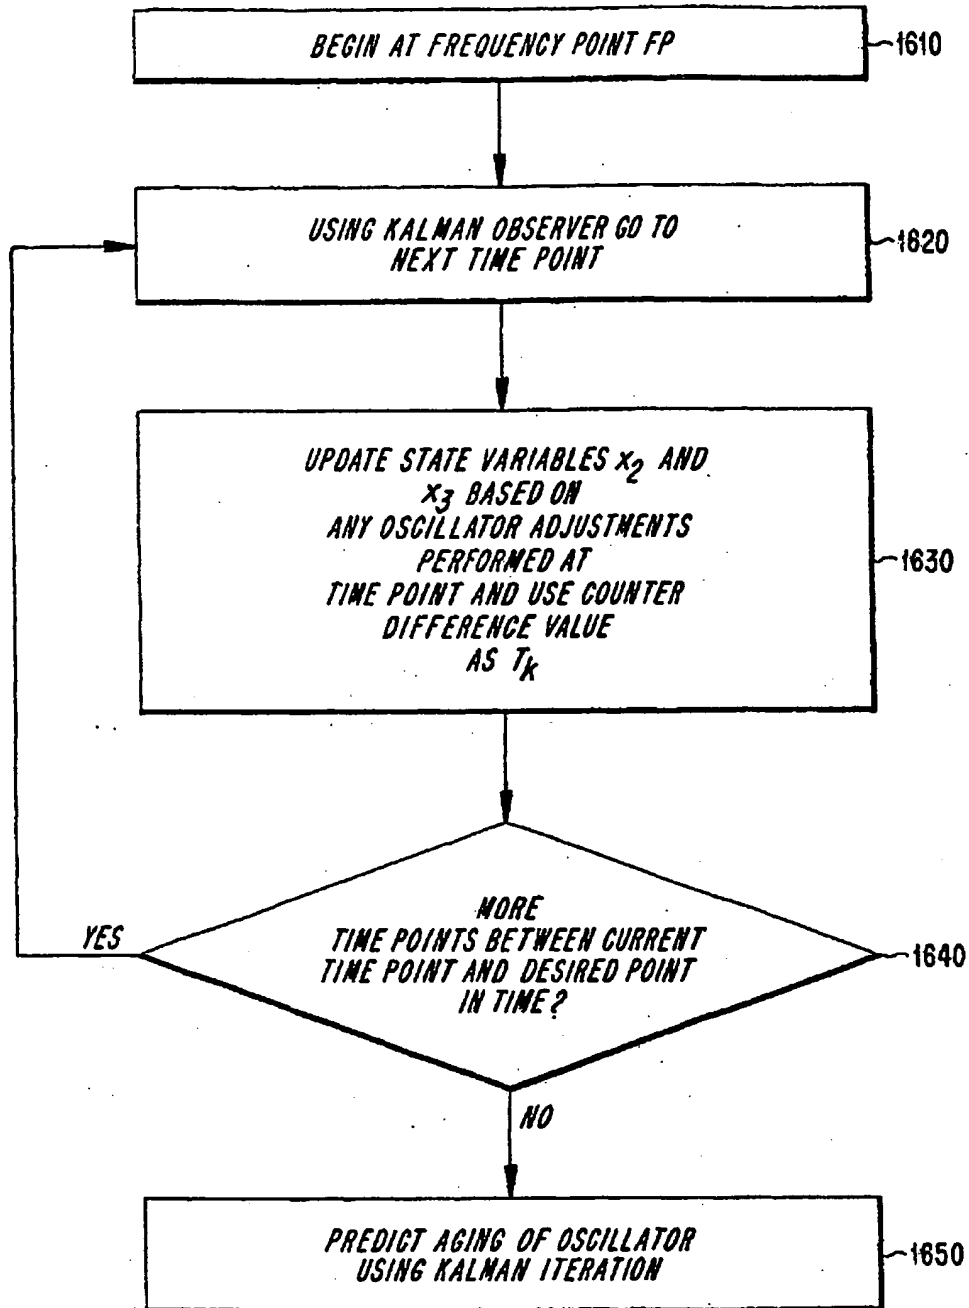 BEGIN AT FREQUENCY POINT FP
1610
USING KALMAN OBSERVER GO TO
NEXT TIME POINT
1620
UPDATE STATE VARIABLES x2 AND
x3 BASED ON
ANY OSCILLATOR ADJUSTMENTS
PERFORMED AT
TIME POINT AND USE COUNTER
DIFFERENCE VALUE
AS Tk
1630
MORE
TIME POINTS BETWEEN CURRENT
TIME POINT AND DESIRED POINT
IN TIME?
1640
YES
NO
PREDICT AGING OF OSCILLATOR
USING KALMAN ITERATION
1650